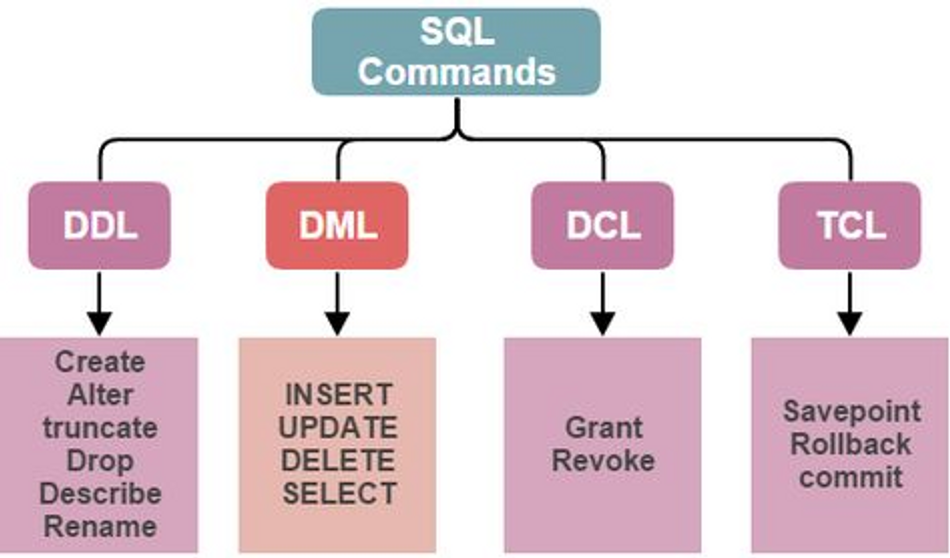 SQL
Commands
DDL
DML
DCL
TCL
Create
Alter
truncate
Drop
Describe
Rename
INSERT
UPDATE
DELETE
SELECT
Grant
Revoke
Savepoint
Rollback
commit